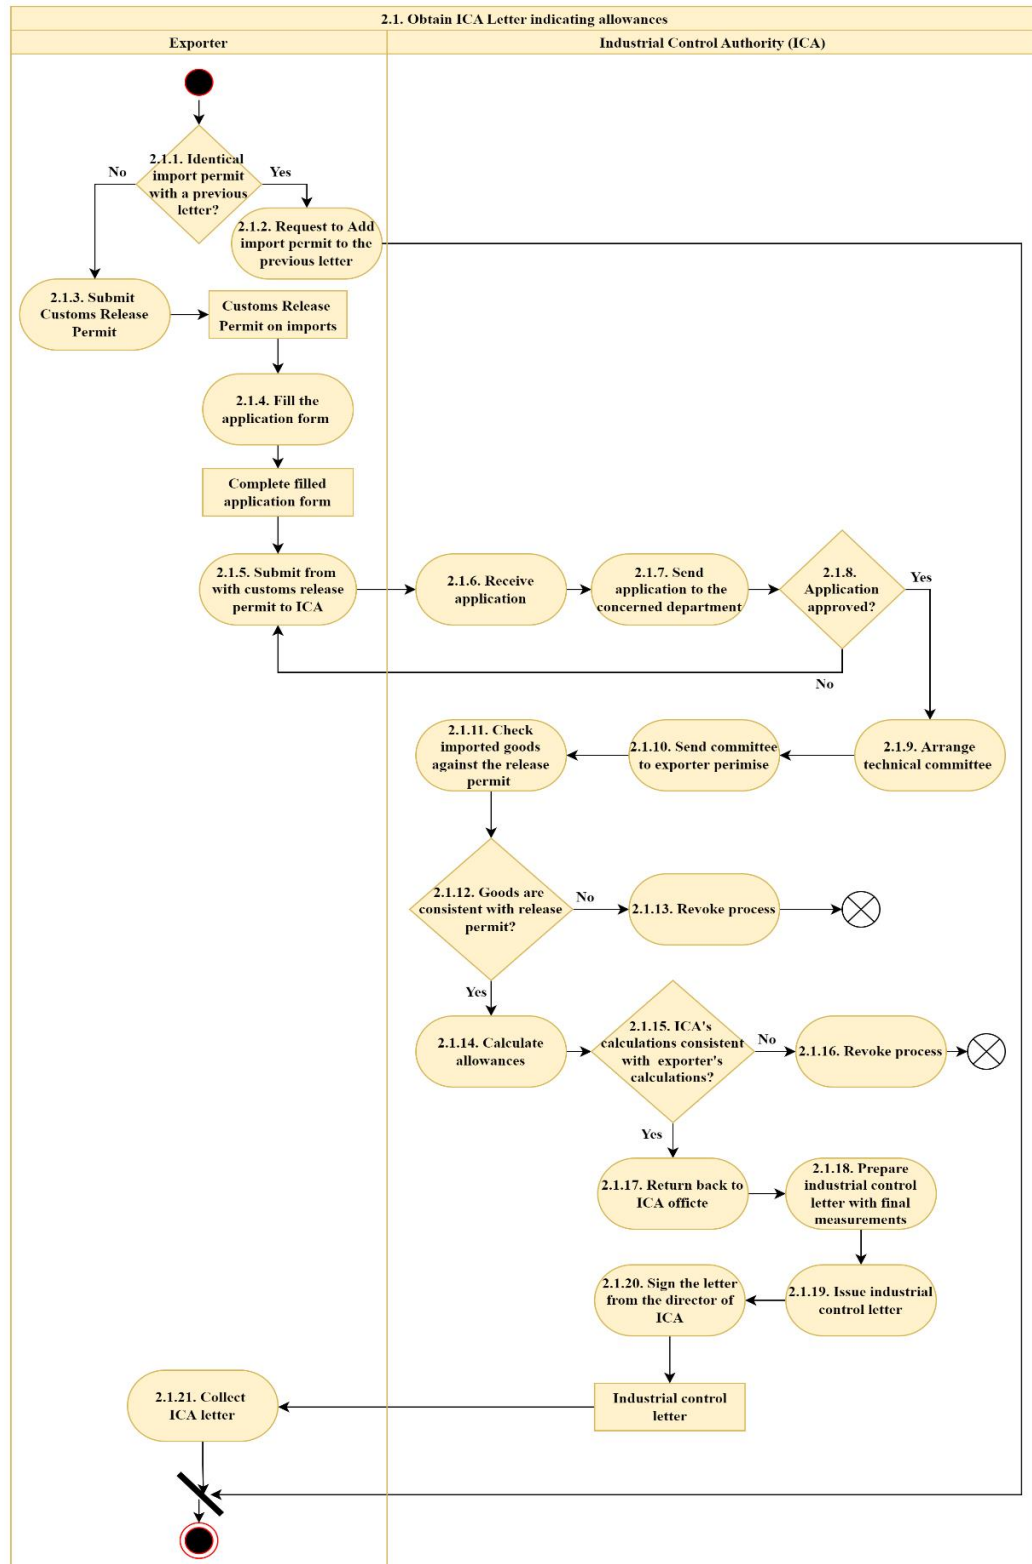 2.1. Obtain ICA Letter indicating allowances
Exporter
Industrial Control Authority (ICA)
2.1.1. Identical
import permit
with a previous
letter?
No
Yes
2.1.2. Request to Add
import permit to the
previous letter
2.1.3. Submit
Customs Release
Permit
Customs Release
Permit on imports
2.1.4. Fill the
application form
Complete filled
application form
2.1.5. Submit from
with customs release
permit to ICA
2.1.6. Receive
application
2.1.7. Send
application to the
concerned department
2.1.8.
Application
approved?
Yes
No
2.1.9. Arrange
technical committee
2.1.10. Send committee
to exporter perimise
2.1.11. Check
imported goods
against the release
permit
2.1.12. Goods are
consistent with release
permit?
No
2.1.13. Revoke process
Yes
2.1.14. Calculate
allowances
2.1.15. ICA's
calculations consistent
with exporter's
calculations?
No
2.1.16. Revoke process
Yes
2.1.17. Return back to
ICA officte
2.1.18. Prepare
industrial control
letter with final
measurements
2.1.19. Issue industrial
control letter
2.1.20. Sign the letter
from the director of
ICA
Industrial control
letter
2.1.21. Collect
ICA letter